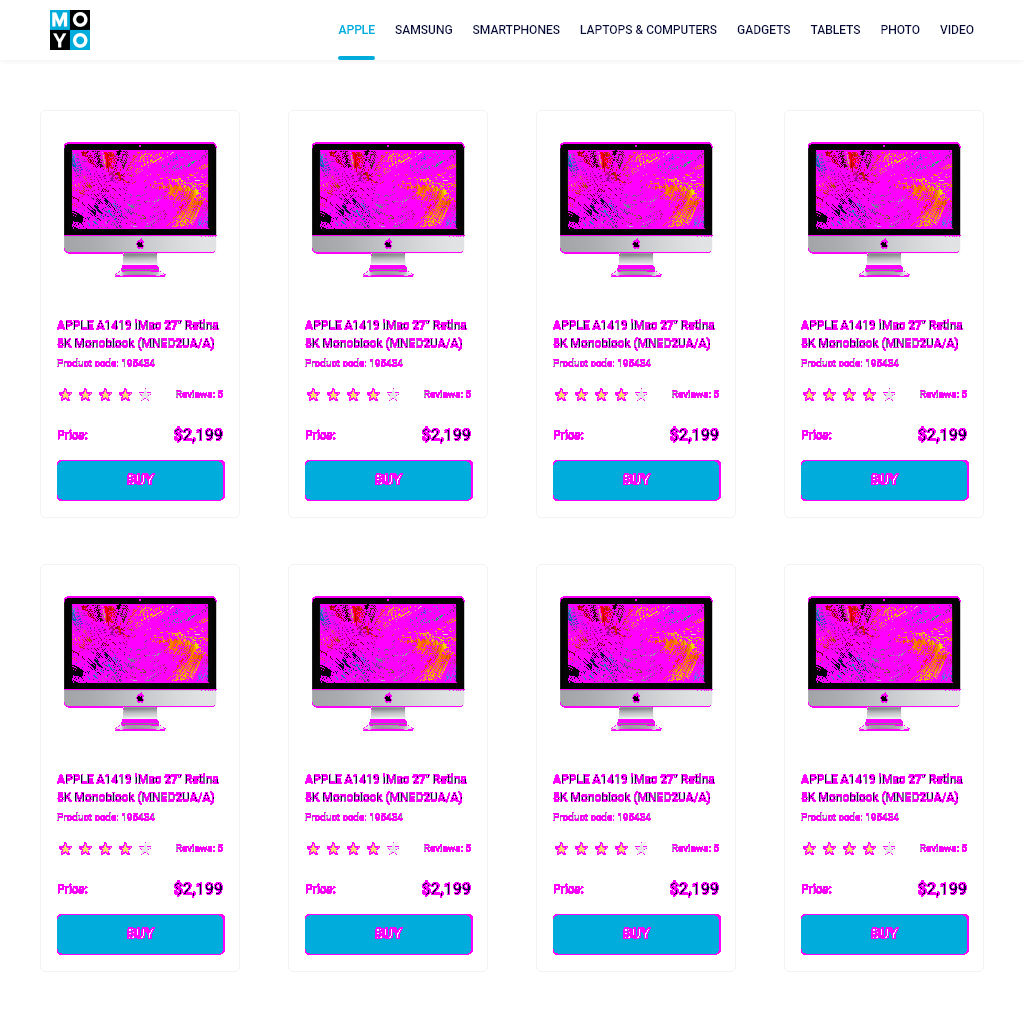 MO
YO
APPLE SAMSUNG SMARTPHONES LAPTOPS & COMPUTERS GADGETS TABLETS PHOTO VIDEO
APPLE A1419 iMac 27" Retina APPLE A1419 iMac 27" Retina APPLE A1419 iMac 27" Retina APPLE A1419 iMac 27" Retina
5K Monoblock (MNED2UA/A) 5K Monoblock (MNED2UA/A) 5K Monoblock (MNED2UA/A) 5K Monoblock (MNED2UA/A)
Product code: 195434 Product code: 195434 Product code: 195434 Product code: 195434
Reviews: 5 Reviews: 5 Reviews: 5 Reviews: 5
Price: $2,199 Price: $2,199 Price: $2,199 Price: $2,199
BUY BUY BUY BUY
APPLE A1419 iMac 27" Retina APPLE A1419 iMac 27" Retina APPLE A1419 iMac 27" Retina APPLE A1419 iMac 27" Retina
5K Monoblock (MNED2UA/A) 5K Monoblock (MNED2UA/A) 5K Monoblock (MNED2UA/A) 5K Monoblock (MNED2UA/A)
Product code: 195434 Product code: 195434 Product code: 195434 Product code: 195434
Reviews: 5 Reviews: 5 Reviews: 5 Reviews: 5
Price: $2,199 Price: $2,199 Price: $2,199 Price: $2,199
BUY BUY BUY BUY